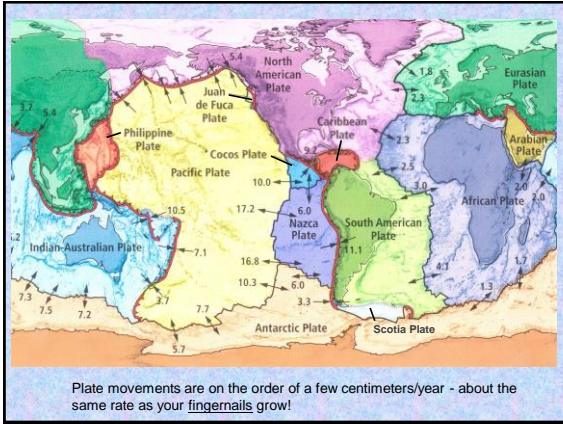 5.4
North
American
Plate
1.8
Eurasian
Plate
2.3
Juan
de Fuca
Plate
3.7
5.4
Philippine
Plate
Caribbean
Plate
9.2
2.3
Arabian
Plate
Cocos Plate
Pacific Plate
10.0
2.5
3.0
2.0
2.0
African Plate
10.5
17.2
6.0
Nazca
Plate
South American
Plate
Indian-Australian Plate
7.1
11.1
16.8
4.1
1.7
10.3
6.0
1.3
7.3
7.5
7.2
3.7
7.7
3.3
Antarctic Plate
Scotia Plate
5.7
Plate movements are on the order of a few centimeters/year - about the
same rate as your fingernails grow!